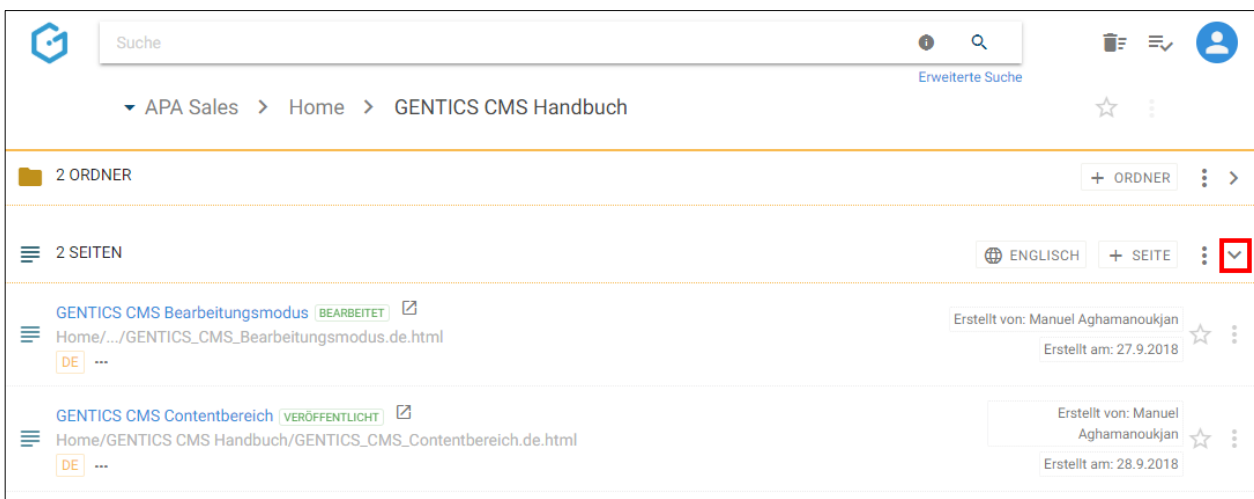 Suche
Erweiterte Suche
APA Sales > Home > GENTICS CMS Handbuch
2 ORDNER
+ ORDNER
2 SEITEN
ENGLISCH
+ SEITE
GENTICS CMS Bearbeitungsmodus BEARBEITET
Home/.../GENTICS_CMS_Bearbeitungsmodus.de.html
DE
Erstellt von: Manuel Aghamanoukjan
Erstellt am: 27.9.2018
GENTICS CMS Contentbereich VERÖFFENTLICHT
Home/GENTICS CMS Handbuch/GENTICS_CMS_Contentbereich.de.html
DE
Erstellt von: Manuel
Aghamanoukjan
Erstellt am: 28.9.2018